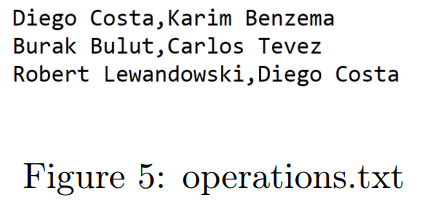 Diego Costa,Karim Benzema
Burak Bulut,Carlos Tevez
Robert Lewandowski,Diego Costa
Figure 5: operations.txt